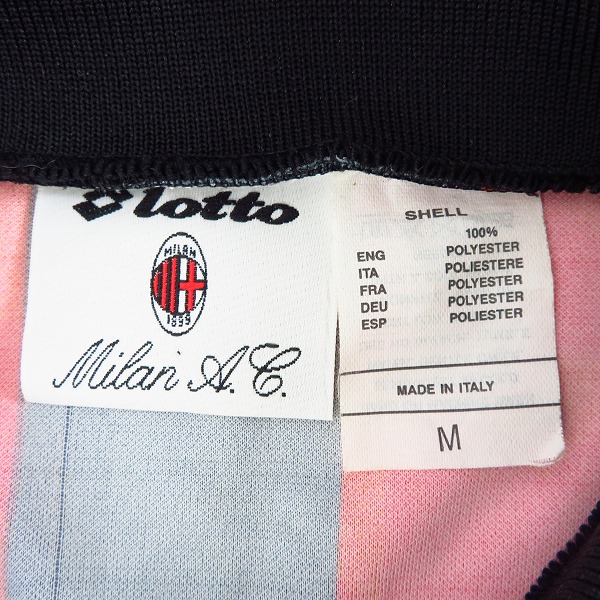 lotto
MILAN
1899
Milan A.C.
SHELL
100%
ENG POLYESTER
ITA POLIESTERE
FRA POLYESTER
DEU POLYESTER
ESP POLIESTER
MADE IN ITALY
M